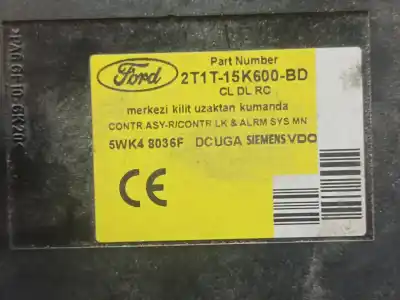 Ford
Part Number
2T1T-15K600-BD
CL DL RC
merkezi kilit uzaktan kumanda
CONTR.ASY-R/CONTR LK & ALRM SYS MN
5WK4 8036F DCUGA SIEMENS VDO
CE